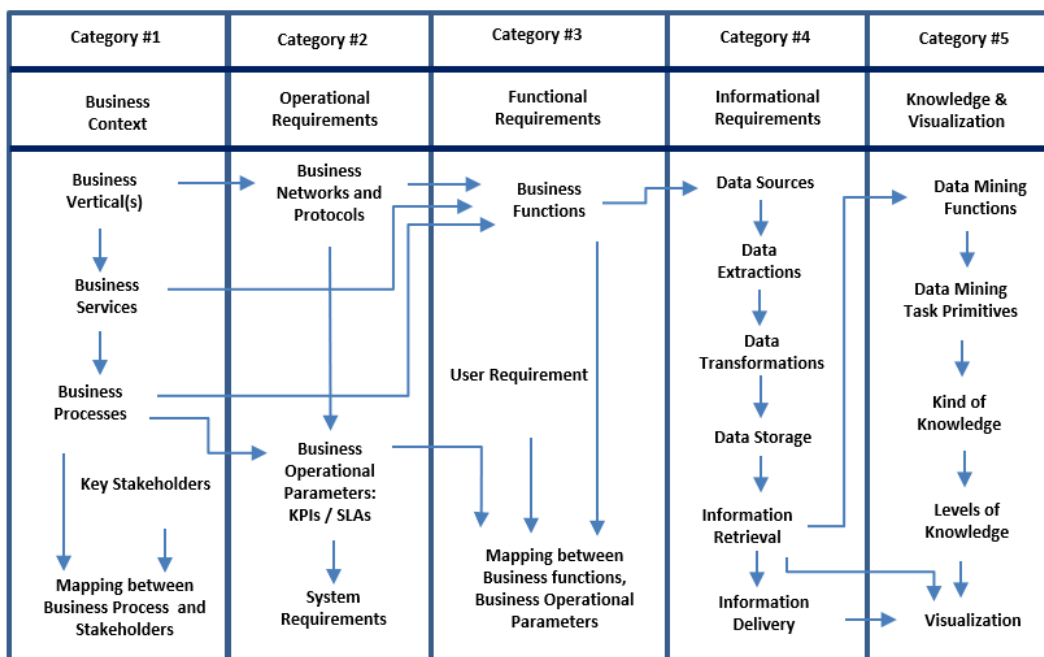 Category #1
Category #2
Category #3
Category #4
Category #5
Business
Context
Operational
Requirements
Functional
Requirements
Informational
Requirements
Knowledge &
Visualization
Business
Vertical(s)
Business
Services
Business
Processes
Key Stakeholders
Mapping between
Business Process and
Stakeholders
Business
Networks and
Protocols
Business
Operational
Parameters:
KPIs / SLAs
System
Requirements
Business
Functions
User Requirement
Mapping between
Business functions,
Business Operational
Parameters
Data Sources
Data
Extractions
Data
Transformations
Data Storage
Information
Retrieval
Information
Delivery
Data Mining
Functions
Data Mining
Task Primitives
Kind of
Knowledge
Levels of
Knowledge
Visualization